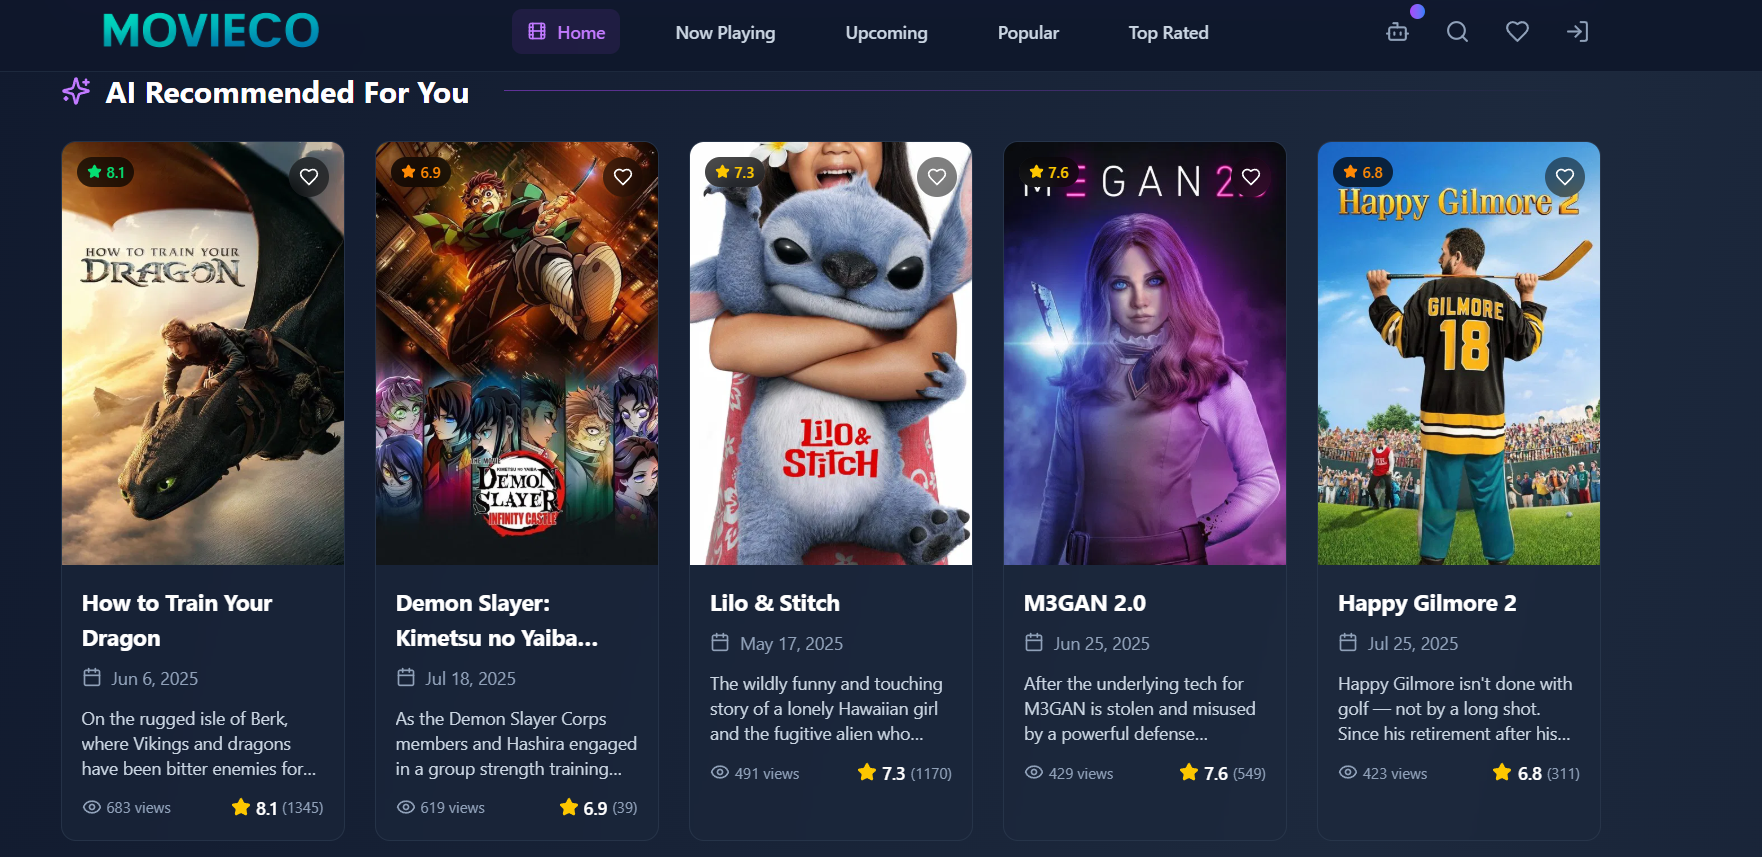 MOVIECO
Home
Now Playing
Upcoming
Popular
Top Rated
AI Recommended For You
8.1
HOW TO TRAIN YOUR
DRAGON
How to Train Your
Dragon
Jun 6, 2025
On the rugged isle of Berk,
where Vikings and dragons
have been bitter enemies for...
683 views
8.1 (1345)
6.9
THE MOVIE
KIMETSU NO YAIBA
DEMON
SLAYER
INFINITY CASTLE
Demon Slayer:
Kimetsu no Yaiba...
Jul 18, 2025
As the Demon Slayer Corps
members and Hashira engaged
in a group strength training...
619 views
6.9 (39)
7.3
Lilo &
Stitch
Lilo & Stitch
May 17, 2025
The wildly funny and touching
story of a lonely Hawaiian girl
and the fugitive alien who...
491 views
7.3 (1170)
7.6
M3GAN 2.0
M3GAN 2.0
Jun 25, 2025
After the underlying tech for
M3GAN is stolen and misused
by a powerful defense...
429 views
7.6 (549)
6.8
Happy Gilmore 2
GILMORE
18
Happy Gilmore 2
Jul 25, 2025
Happy Gilmore isn't done with
golf — not by a long shot.
Since his retirement after his...
423 views
6.8 (311)